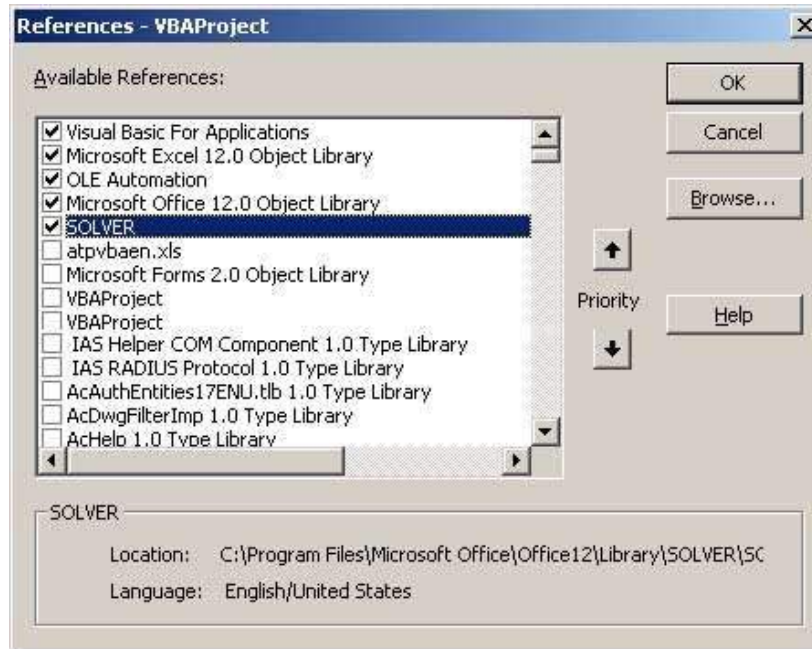 References - VBAProject
Available References:
Visual Basic For Applications
Microsoft Excel 12.0 Object Library
OLE Automation
Microsoft Office 12.0 Object Library
SOLVER
atpvbaen.xls
Microsoft Forms 2.0 Object Library
VBAProject
VBAProject
IAS Helper COM Component 1.0 Type Library
IAS RADIUS Protocol 1.0 Type Library
AcAuthEntities17ENU.tlb 1.0 Type Library
AcDwgFilterImp 1.0 Type Library
AcHelp 1.0 Type Library
OK
Cancel
Browse...
Priority
Help
SOLVER
Location: C:\Program Files\Microsoft Office\Office12\Library\SOLVER\SC
Language: English/United States